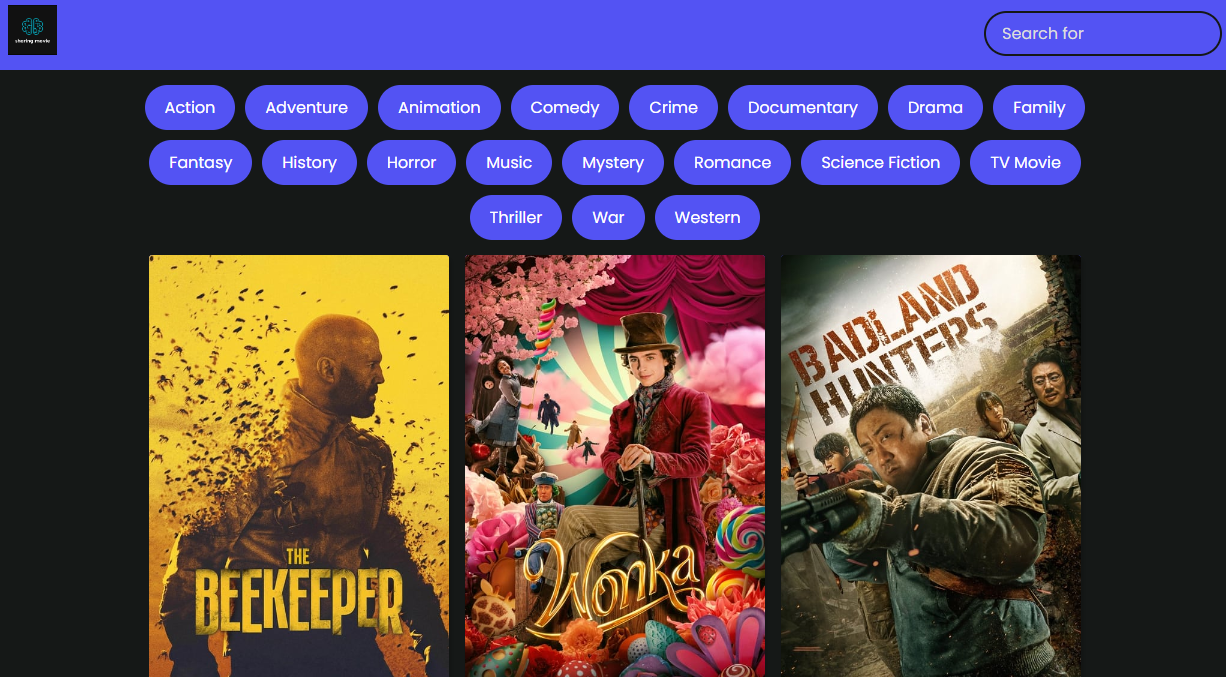 sharing movie
Search for
Action
Adventure
Animation
Comedy
Crime
Documentary
Drama
Family
Fantasy
History
Horror
Music
Mystery
Romance
Science Fiction
TV Movie
Thriller
War
Western
THE
BEEKEEPER
Wonka
BADLAND
HUNTERS